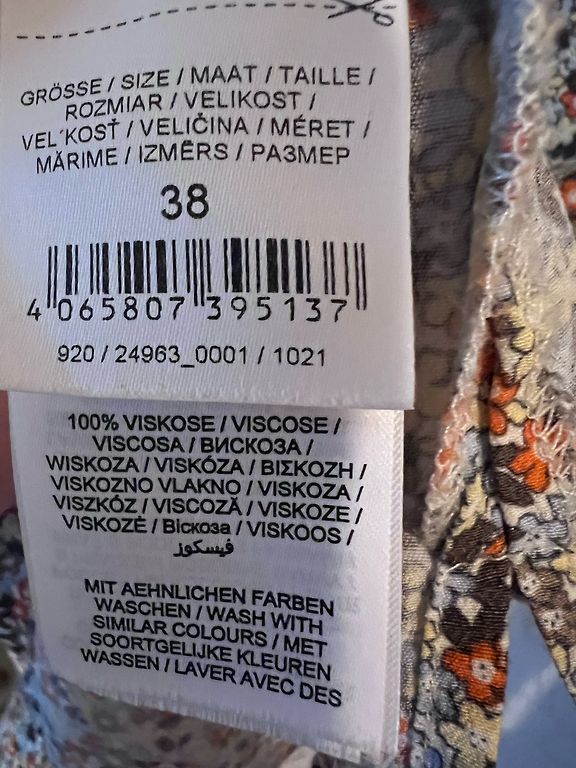 GRÖSSE / SIZE / MAAT / TAILLE /
ROZMIAR / VELIKOST /
VEL´KOSŤ / VELIČINA / MÉRET /
MĂRIME / IZMĒRS / РАЗМЕР
38
4 065807 395137
920 / 24963_0001 / 1021
100% VISKOSE / VISCOSE /
VISCOSA / ВИСКОЗА /
WISKOZA / VISKÓZA / ΒΙΣΚΟΖΗ /
VISKOZNO VLAKNO / VISKOZA /
VISZKÓZ / VISCOZĂ / VISKOZE /
VISKOZĖ / Віскоза / VISKOOS /
فيسكوز
MIT AEHNLICHEN FARBEN
WASCHEN / WASH WITH
SIMILAR COLOURS / MET
SOORTGELIJKE KLEUREN
WASSEN / LAVER AVEC DES